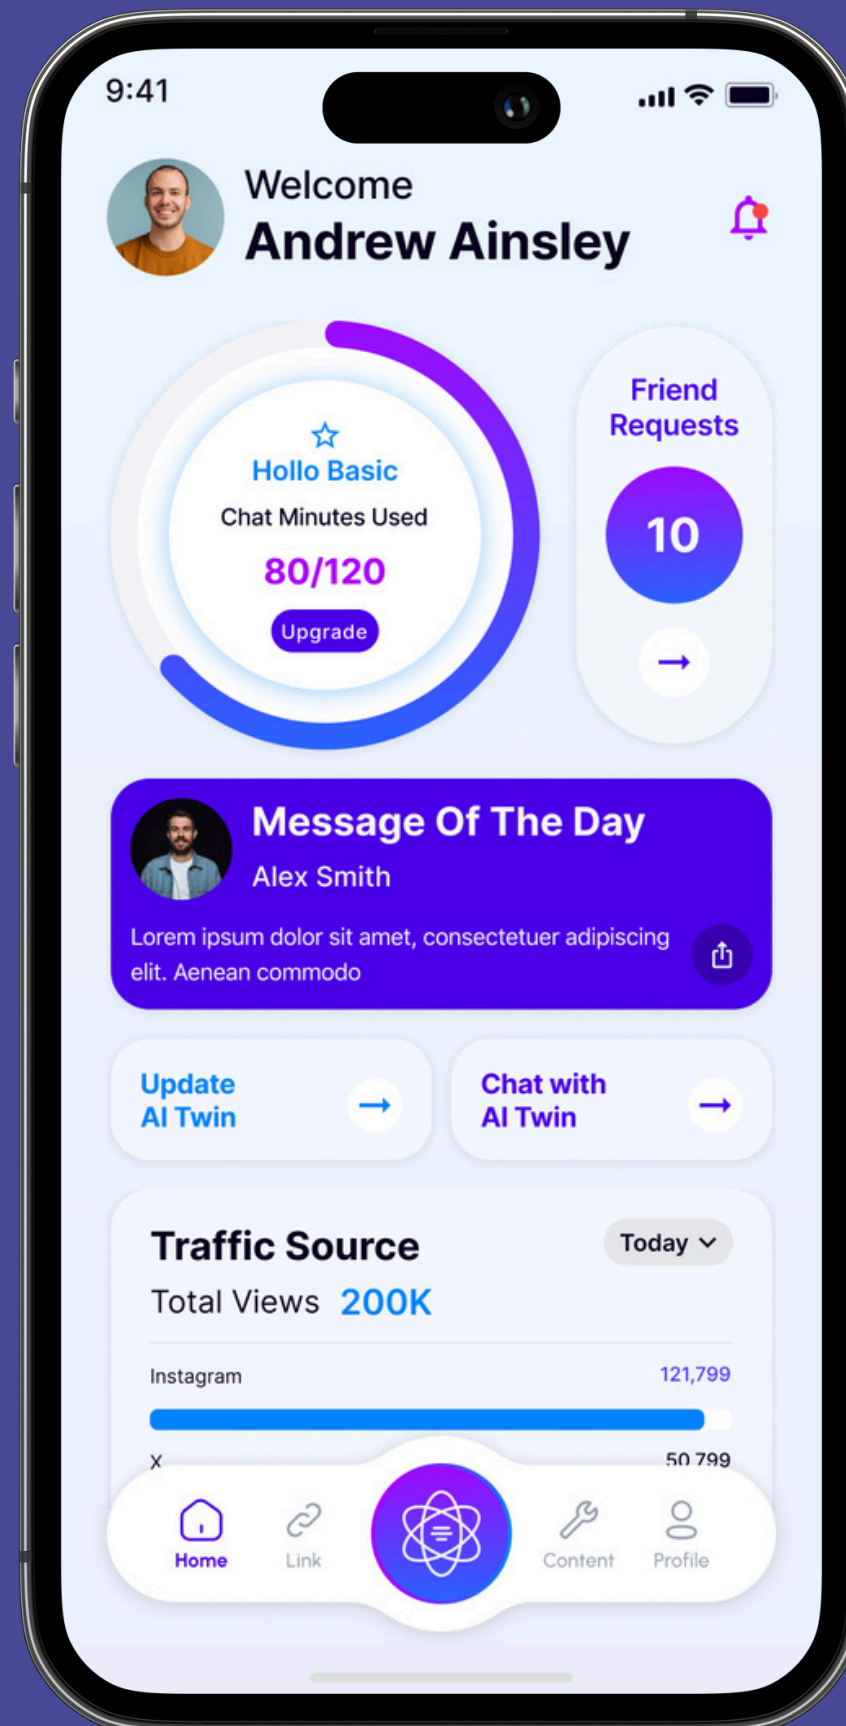 9:41
Welcome
Andrew Ainsley
Hollo Basic
Chat Minutes Used
80/120
Upgrade
Friend
Requests
10
Message Of The Day
Alex Smith
Lorem ipsum dolor sit amet, consectetuer adipiscing
elit. Aenean commodo
Update
AI Twin
Chat with
AI Twin
Traffic Source
Today
Total Views 200K
Instagram 121,799
X 50,799
Home
Link
Content
Profile